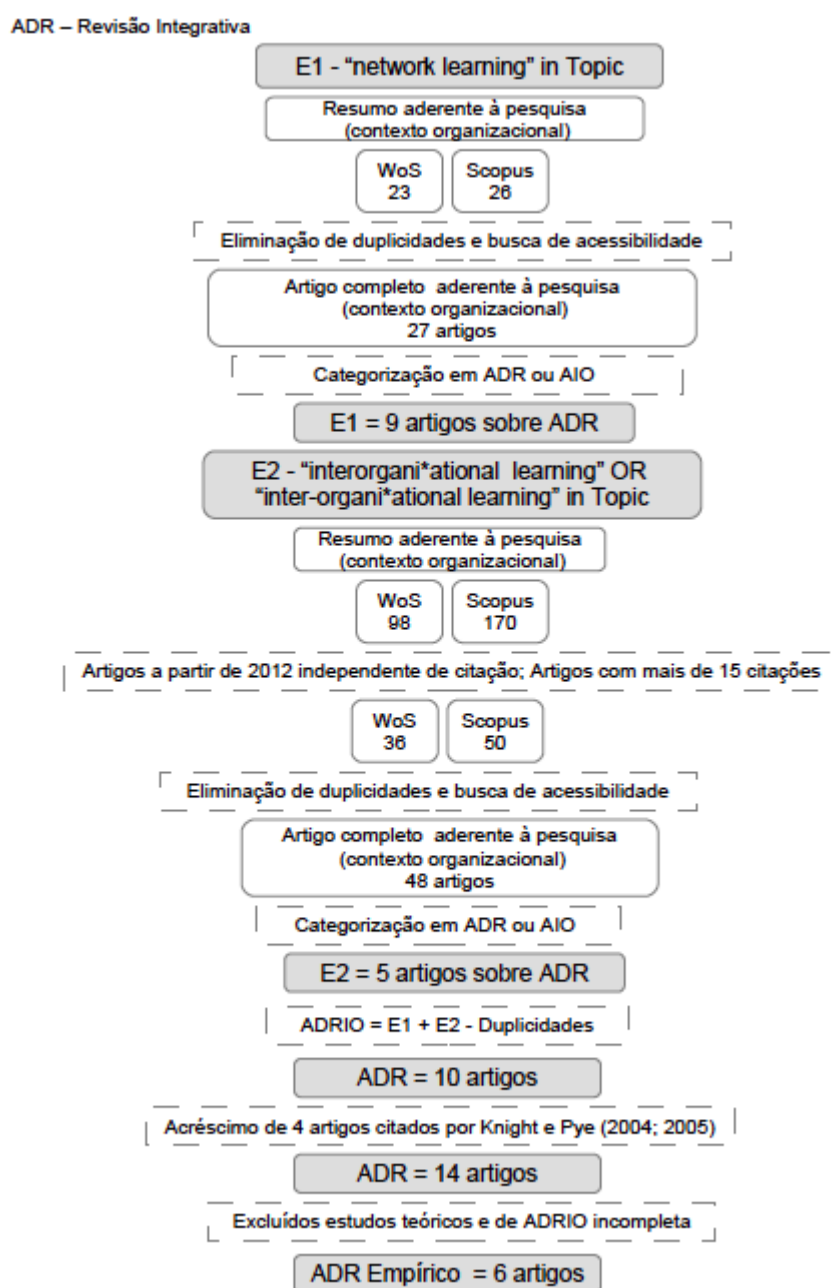 ADR – Revisão Integrativa
E1 - “network learning” in Topic
Resumo aderente à pesquisa
(contexto organizacional)
WoS
23
Scopus
26
Eliminação de duplicidades e busca de acessibilidade
Artigo completo aderente à pesquisa
(contexto organizacional)
27 artigos
Categorização em ADR ou AIO
E1 = 9 artigos sobre ADR
E2 - “interorgani*ational learning” OR
“inter-organi*ational learning” in Topic
Resumo aderente à pesquisa
(contexto organizacional)
WoS
98
Scopus
170
Artigos a partir de 2012 independente de citação; Artigos com mais de 15 citações
WoS
36
Scopus
50
Eliminação de duplicidades e busca de acessibilidade
Artigo completo aderente à pesquisa
(contexto organizacional)
48 artigos
Categorização em ADR ou AIO
E2 = 5 artigos sobre ADR
ADRIO = E1 + E2 - Duplicidades
ADR = 10 artigos
Acréscimo de 4 artigos citados por Knight e Pye (2004; 2005)
ADR = 14 artigos
Excluídos estudos teóricos e de ADRIO incompleta
ADR Empírico = 6 artigos